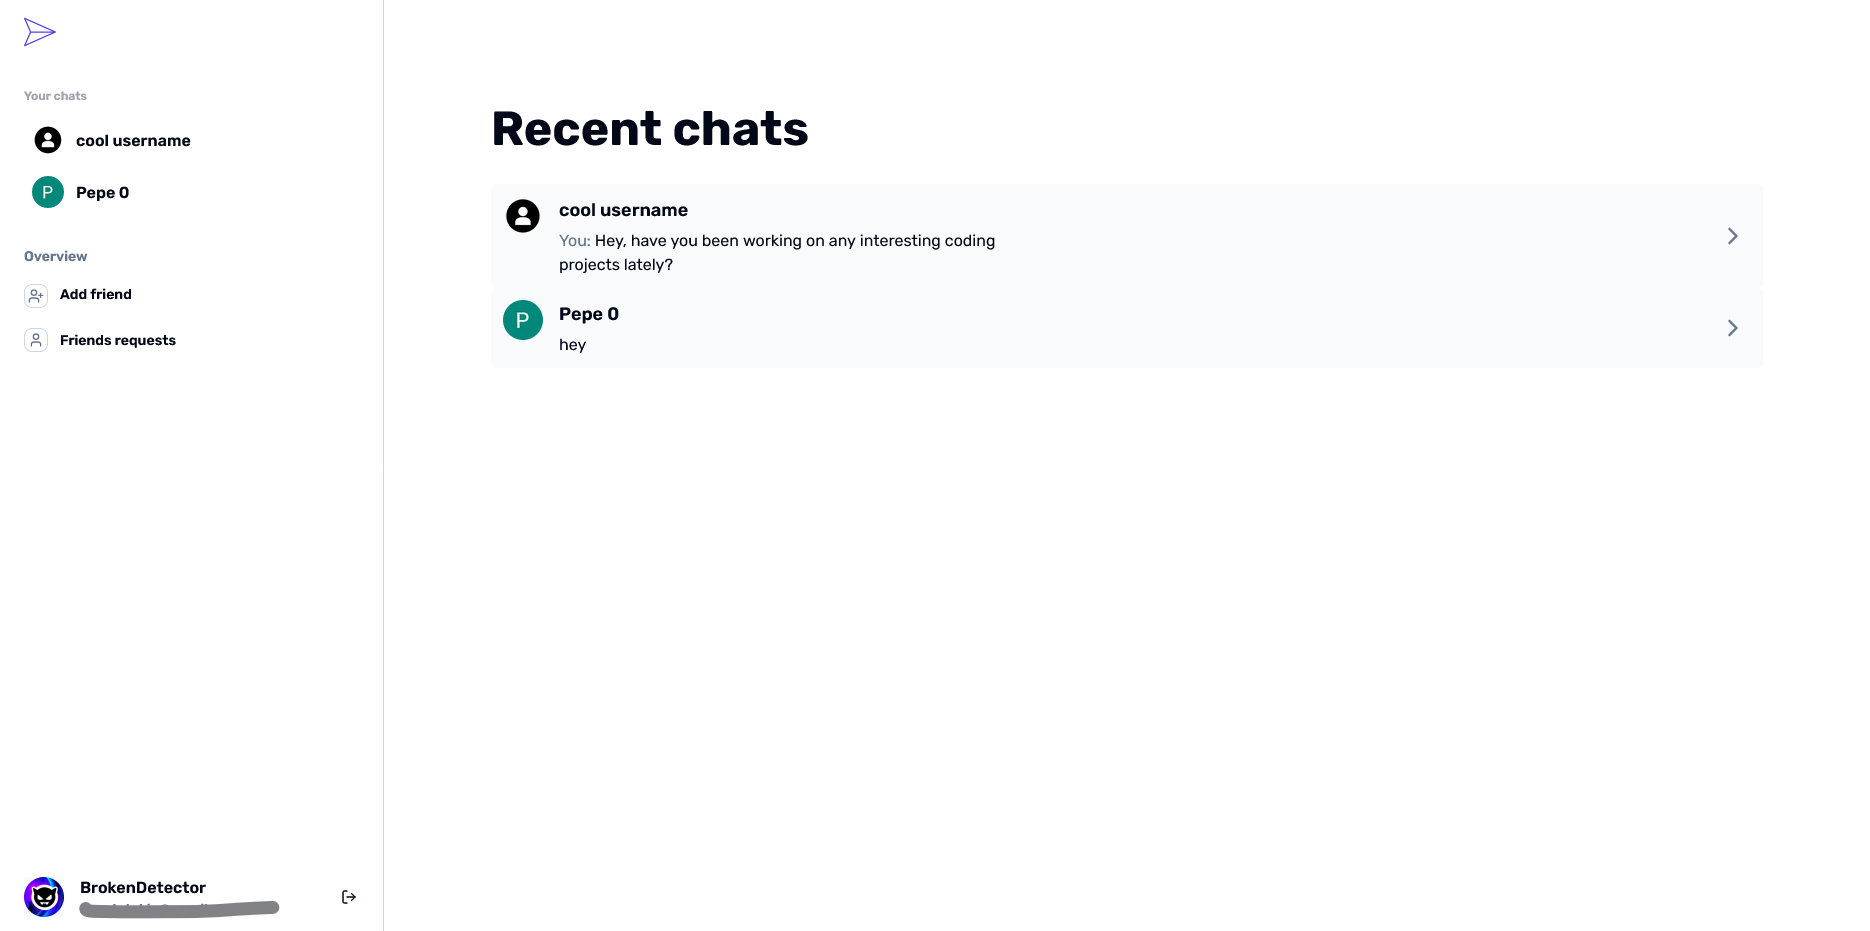 Your chats
cool username
P Pepe 0
Overview
Add friend
Friends requests
BrokenDetector
Recent chats
cool username
You: Hey, have you been working on any interesting coding
projects lately?
P Pepe 0
hey